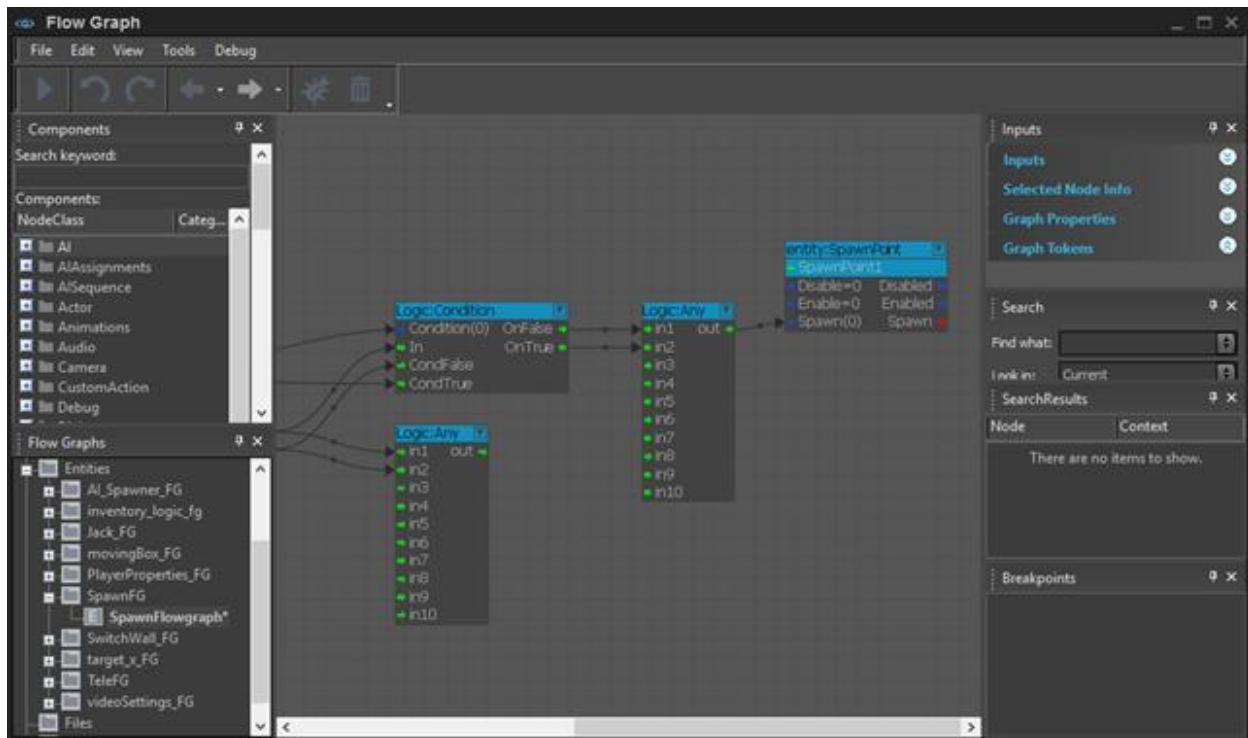 Flow Graph
File Edit View Tools Debug
Components
Search keyword:
Components:
NodeClass Categ...
AI
AIAssignments
AISequence
Actor
Animations
Audio
Camera
CustomAction
Debug
Flow Graphs
Entities
AI_Spawner_FG
inventory_logic_fg
Jack_FG
movingBox_FG
PlayerProperties_FG
SpawnFG
SpawnFlowgraph*
SwitchWall_FG
target_x_FG
TeleFG
videoSettings_FG
Files
Logic:Condition
Condition(0) OnFalse
In OnTrue
CondFalse
CondTrue
Logic:Any
in1 out
in2
in3
in4
in5
in6
in7
in8
in9
in10
Logic:Any
in1 out
in2
in3
in4
in5
in6
in7
in8
in9
in10
entity:SpawnPoint
SpawnPoint1
Disable=0 Disabled
Enable=0 Enabled
Spawn(0) Spawn
Inputs
Inputs
Selected Node Info
Graph Properties
Graph Tokens
Search
Find what:
Look in: Current
SearchResults
Node Context
There are no items to show.
Breakpoints